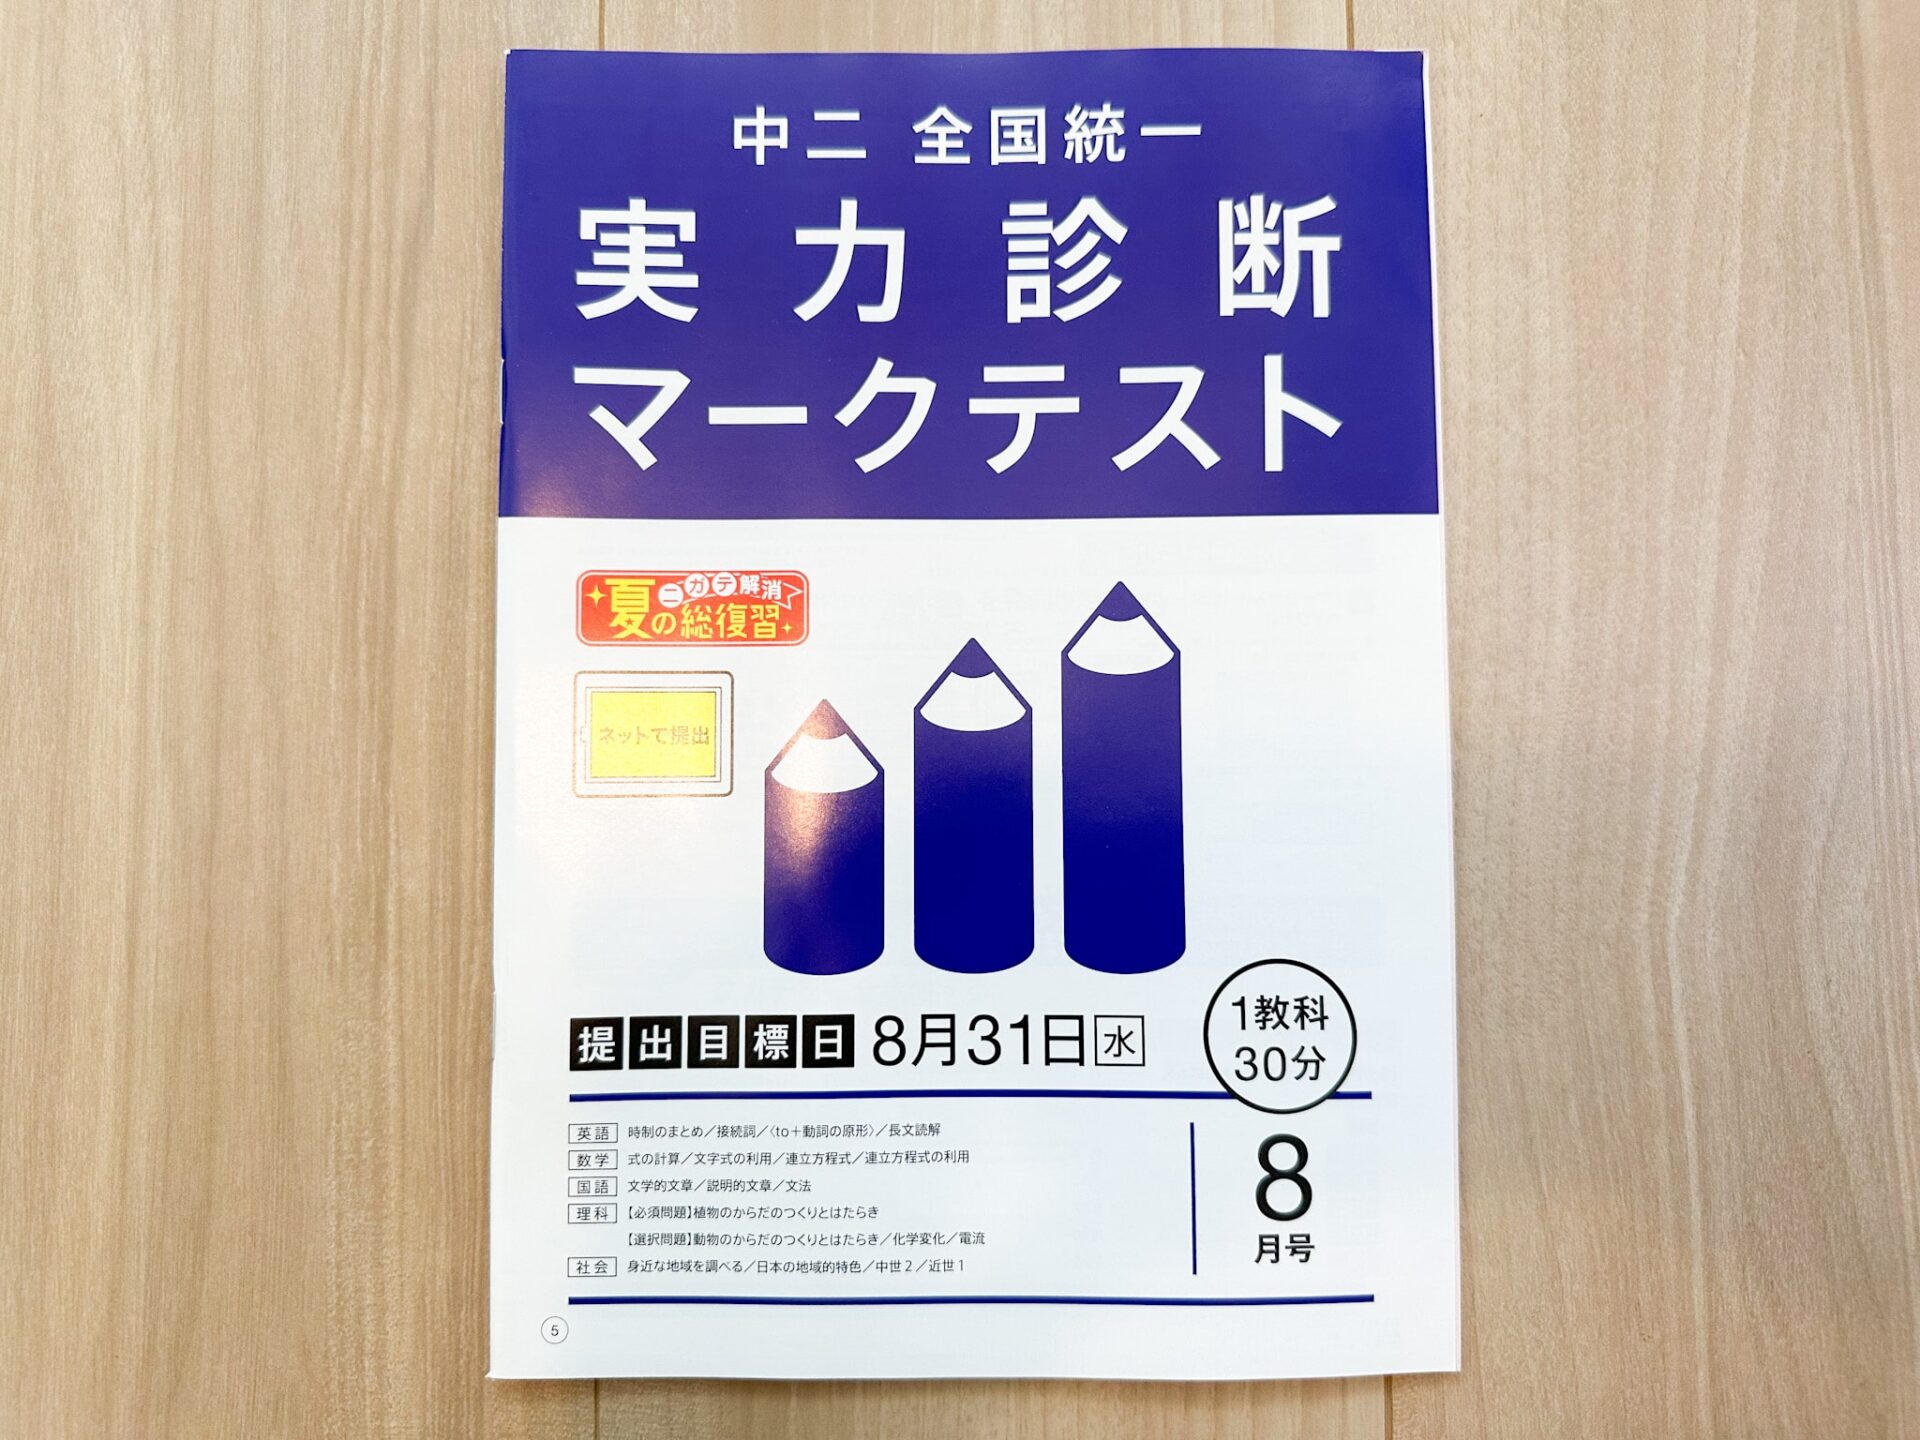 中二 全国統一
実力診断
マークテスト
ニガテ解消
夏の総復習
ネットで提出
提出目標日 8月31日 水
1教科
30分
英語 時制のまとめ／接続詞／〈to＋動詞の原形〉／長文読解
数学 式の計算／文字式の利用／連立方程式／連立方程式の利用
国語 文学的文章／説明的文章／文法
理科 【必須問題】植物のからだのつくりとはたらき
【選択問題】動物のからだのつくりとはたらき／化学変化／電流
社会 身近な地域を調べる／日本の地域的特色／中世2／近世1
8
月号
5